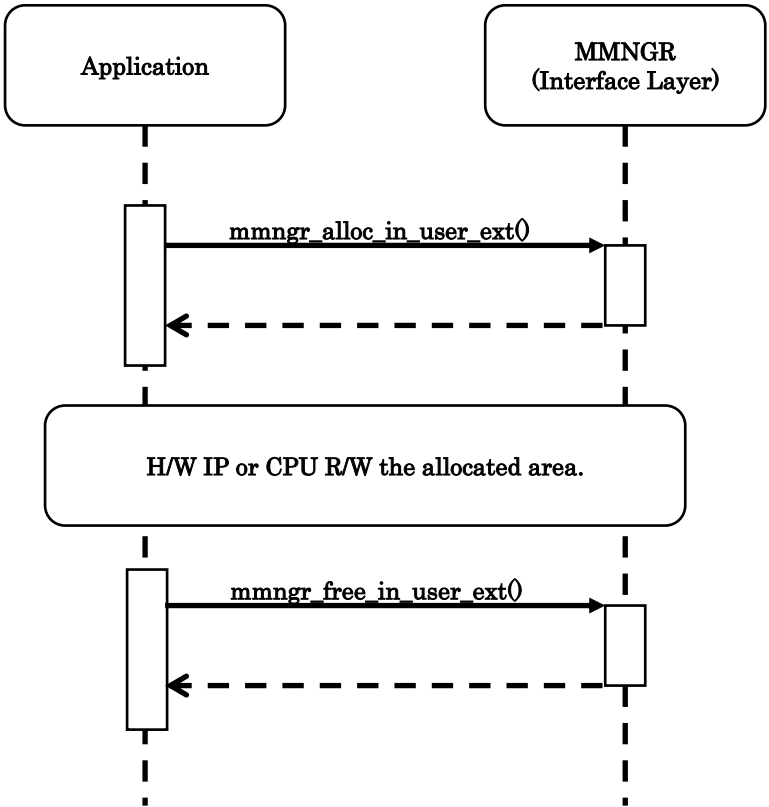 Application
MMNGR
(Interface Layer)
mmngr_alloc_in_user_ext()
H/W IP or CPU R/W the allocated area.
mmngr_free_in_user_ext()